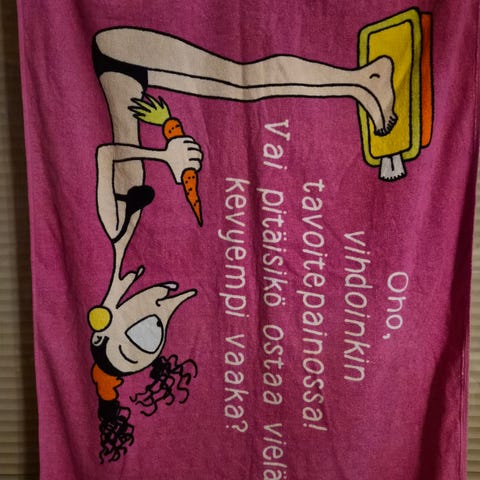 Oho,
vihdoinkin
tavoitepainossa!
Vai pitäisikö ostaa vielä
kevyempi vaaka?